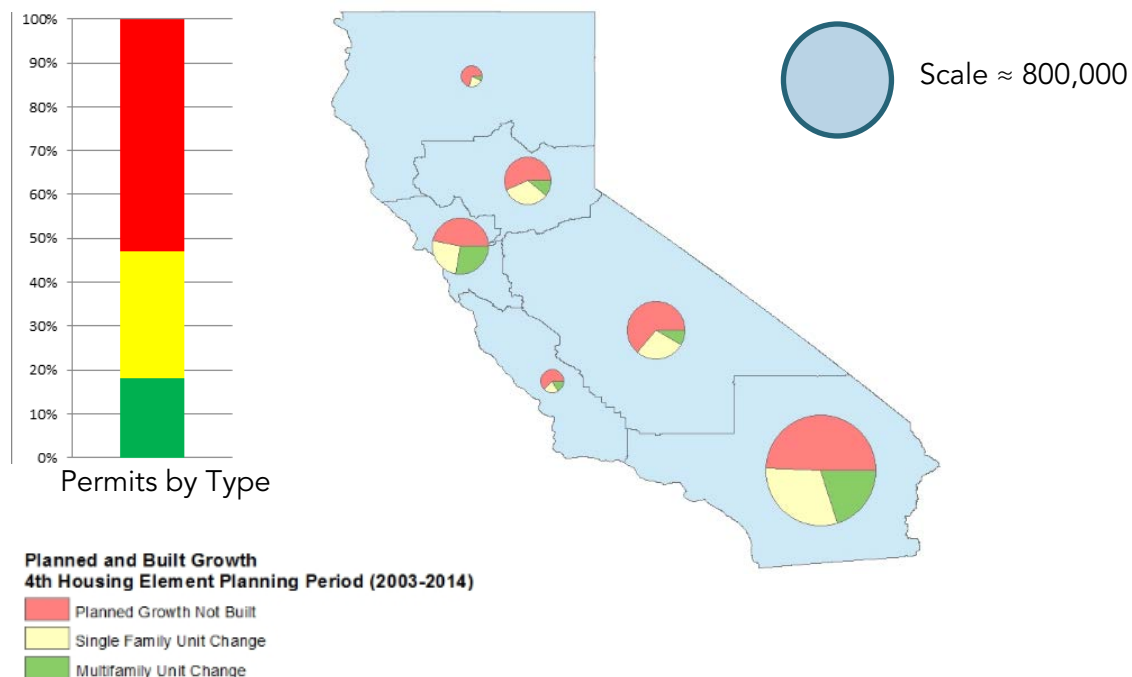 100%
90%
80%
70%
60%
50%
40%
30%
20%
10%
0%
Permits by Type
Scale ≈ 800,000
Planned and Built Growth
4th Housing Element Planning Period (2003-2014)
Planned Growth Not Built
Single Family Unit Change
Multifamily Unit Change